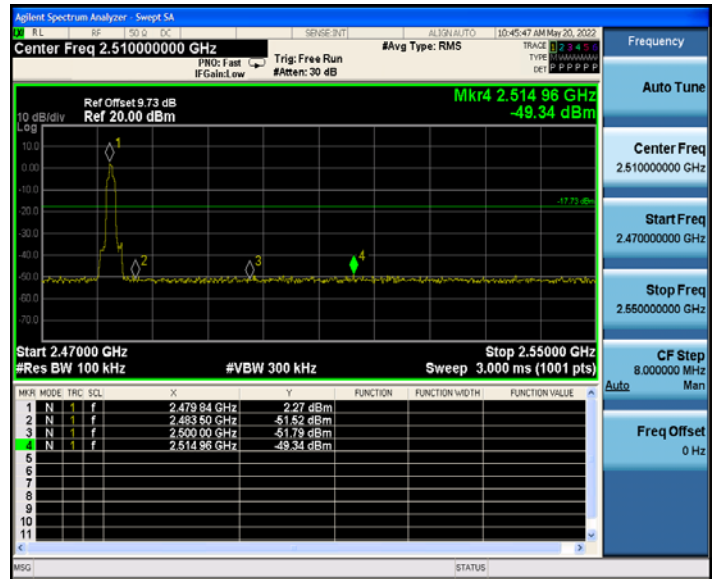 Agilent Spectrum Analyzer - Swept SA
RL RF 50 Ω DC SENSE:INT ALIGNAUTO 10:45:47 AM May 20, 2022
Center Freq 2.510000000 GHz #Avg Type: RMS TRACE 1 2 3 4 5 6
PNO: Fast Trig: Free Run TYPE M
IFGain:Low #Atten: 30 dB DET P P P P P P
Mkr4 2.514 96 GHz
Ref Offset 9.73 dB
10 dB/div Ref 20.00 dBm -49.34 dBm
Log
10.0
0.00
-10.0
-20.0
-30.0
-40.0
-50.0
-60.0
-70.0
1
2
3
4
-17.73 dBm
Start 2.47000 GHz Stop 2.55000 GHz
#Res BW 100 kHz #VBW 300 kHz Sweep 3.000 ms (1001 pts)
MKR MODE TRC SCL X Y FUNCTION FUNCTION WIDTH FUNCTION VALUE
1 N 1 f 2.479 84 GHz 2.27 dBm
2 N 1 f 2.483 50 GHz -51.52 dBm
3 N 1 f 2.500 00 GHz -51.79 dBm
4 N 1 f 2.514 96 GHz -49.34 dBm
5
6
7
8
9
10
11
MSG STATUS
Frequency
Auto Tune
Center Freq
2.510000000 GHz
Start Freq
2.470000000 GHz
Stop Freq
2.550000000 GHz
CF Step
8.000000 MHz
Auto Man
Freq Offset
0 Hz